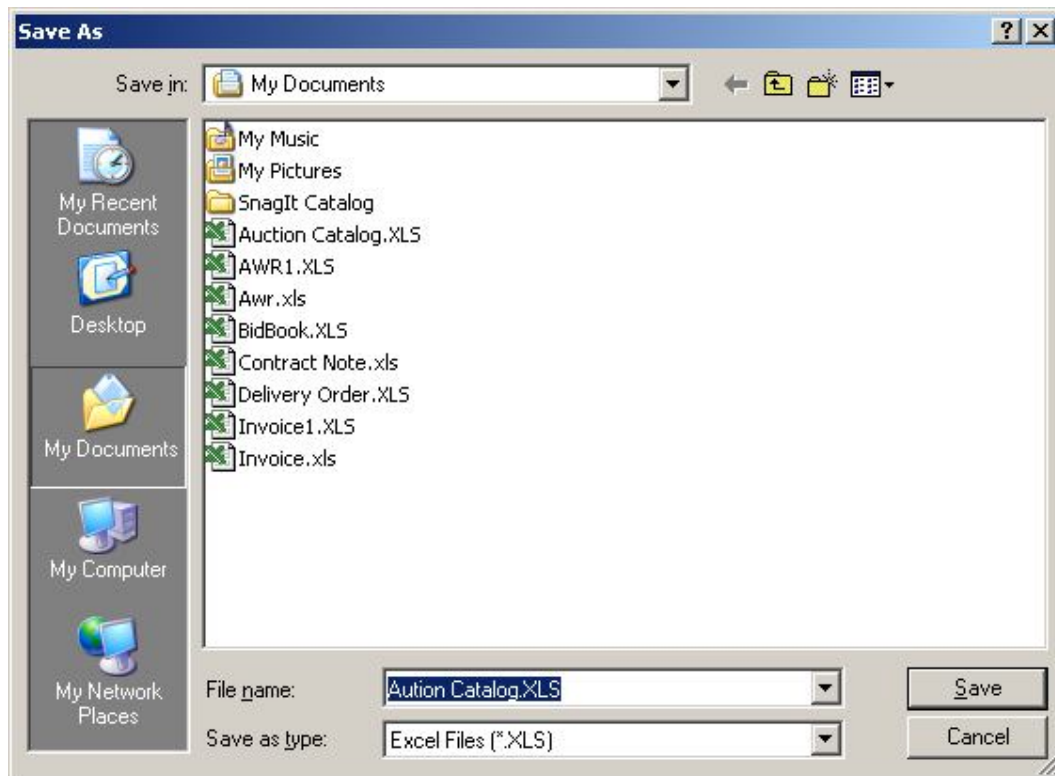 Save As
Save in:
My Documents
My Recent
Documents
Desktop
My Documents
My Computer
My Network
Places
My Music
My Pictures
SnagIt Catalog
Auction Catalog.XLS
AWR1.XLS
Awr.xls
BidBook.XLS
Contract Note.xls
Delivery Order.XLS
Invoice1.XLS
Invoice.xls
File name:
Aution Catalog.XLS
Save
Save as type:
Excel Files (*.XLS)
Cancel